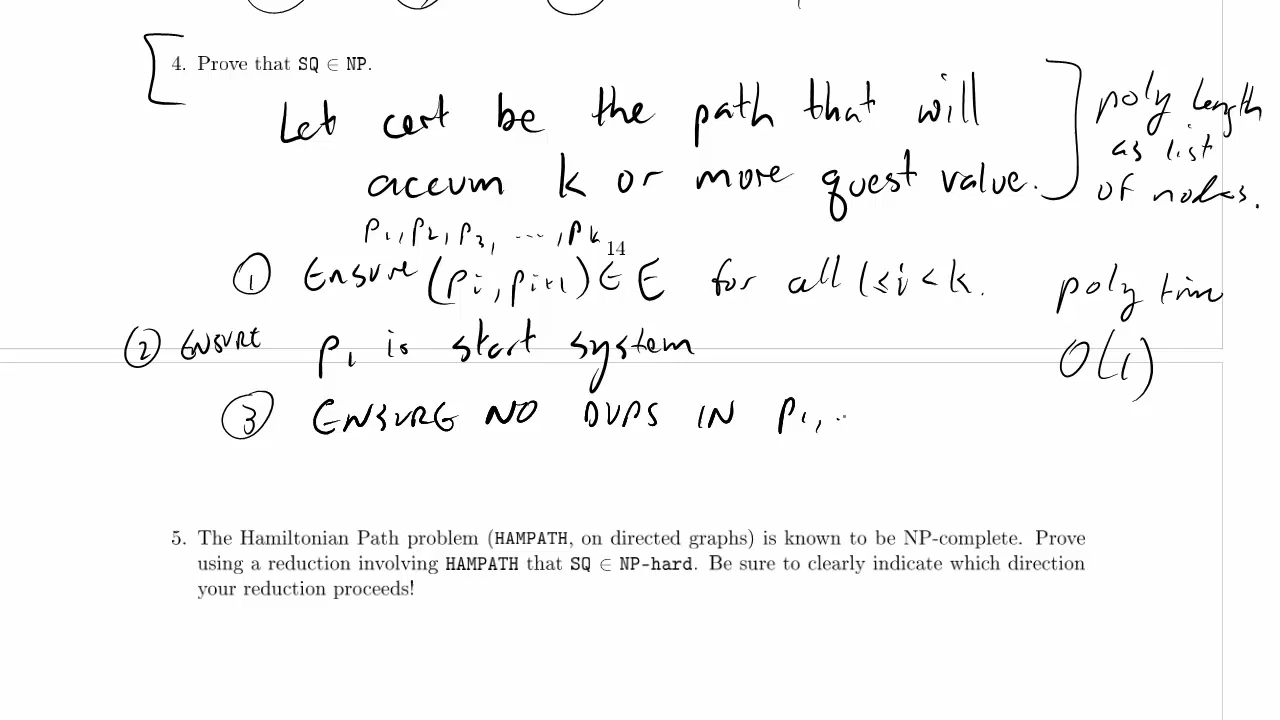 4. Prove that SQ ∈ NP.
Let cert be the path that will
accum k or more quest value.
poly length
as list
of nodes.
p1, p2, p3, ..., pk
14
① Ensure (pi, pi+1) ∈ E for all 1≤i<k. poly time
② ENSURE p1 is start system O(1)
③ ENSURE NO DUPS IN p1, ..
5. The Hamiltonian Path problem (HAMPATH, on directed graphs) is known to be NP-complete. Prove
using a reduction involving HAMPATH that SQ ∈ NP-hard. Be sure to clearly indicate which direction
your reduction proceeds!